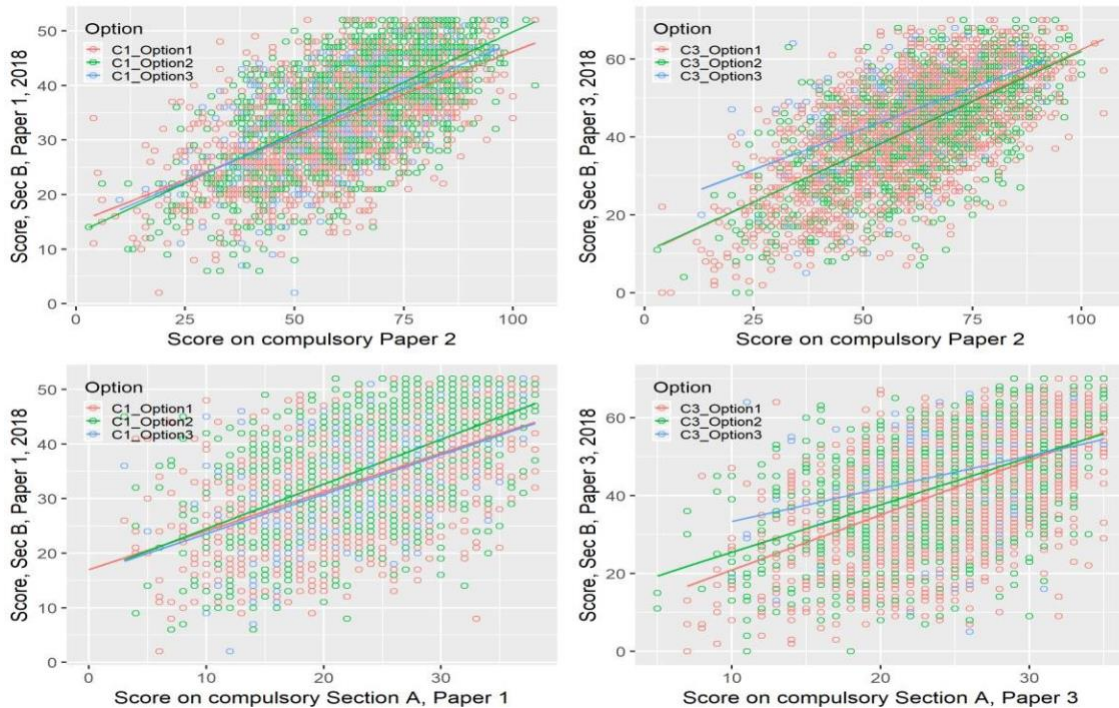 Score, Sec B, Paper 1, 2018
50
40
30
20
10
0
Option
C1_Option1
C1_Option2
C1_Option3
0
25
50
75
100
Score on compulsory Paper 2
Score, Sec B, Paper 3, 2018
60
40
20
0
Option
C3_Option1
C3_Option2
C3_Option3
0
25
50
75
100
Score on compulsory Paper 2
Score, Sec B, Paper 1, 2018
50
40
30
20
10
0
Option
C1_Option1
C1_Option2
C1_Option3
0
10
20
30
Score on compulsory Section A, Paper 1
Score, Sec B, Paper 3, 2018
60
40
20
0
Option
C3_Option1
C3_Option2
C3_Option3
10
20
30
Score on compulsory Section A, Paper 3